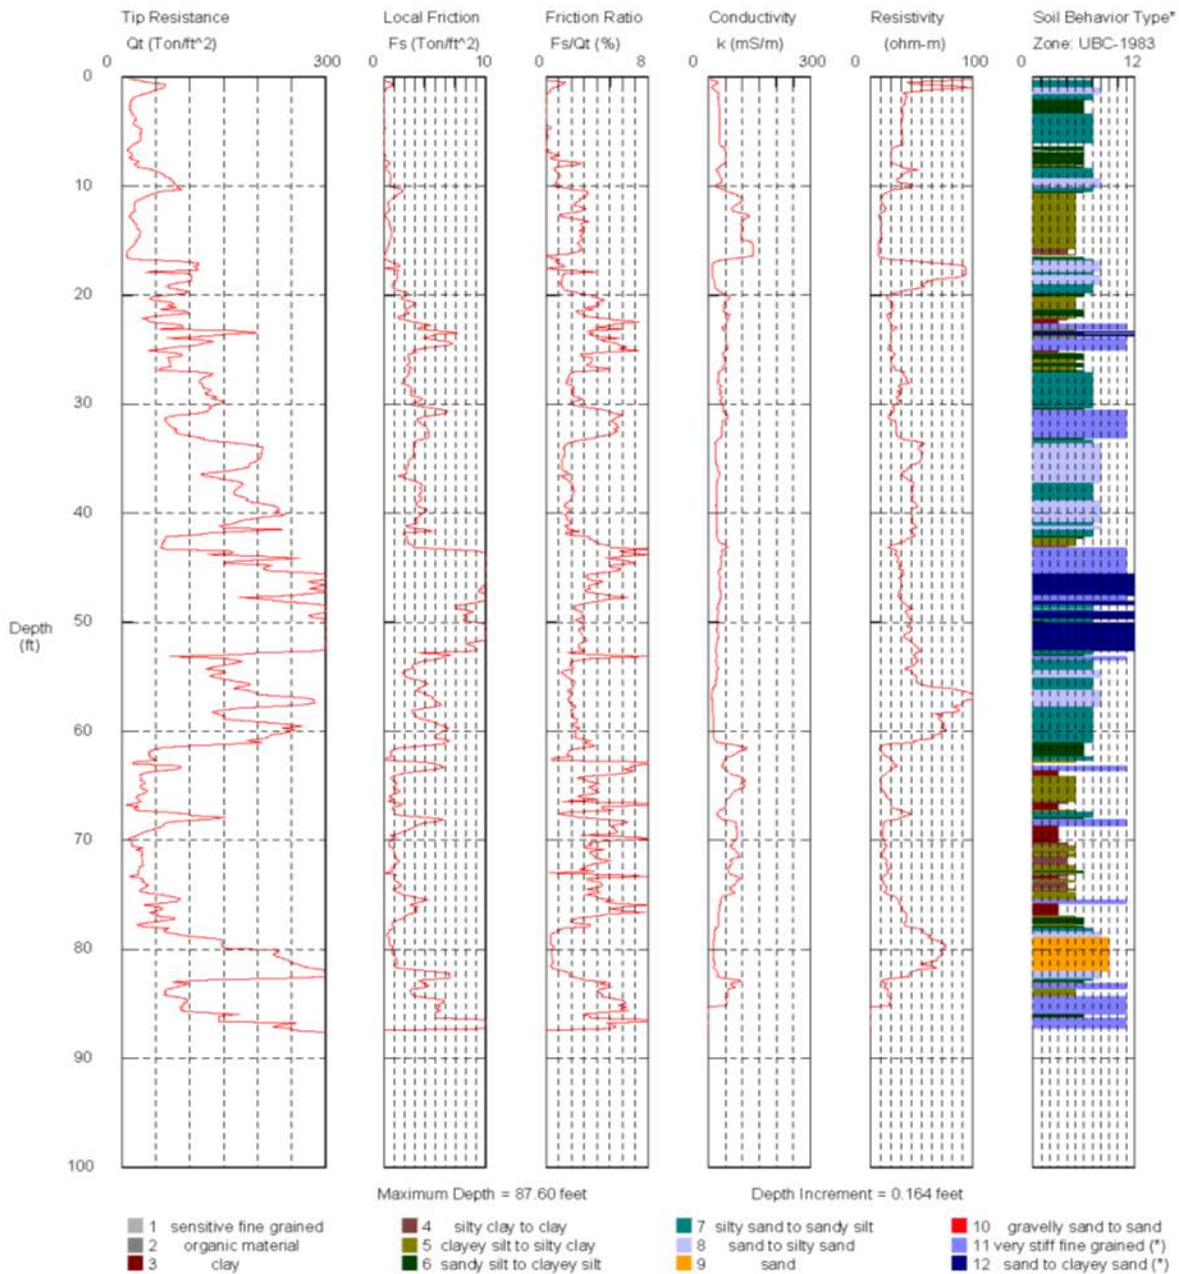 Tip Resistance Local Friction Friction Ratio Conductivity Resistivity Soil Behavior Type*
Qt (Ton/ft^2) Fs (Ton/ft^2) Fs/Qt (%) k (mS/m) (ohm-m) Zone: UBC-1983
0 300 0 10 0 8 0 300 0 100 0 12
0
10
20
30
40
50
Depth
(ft)
60
70
80
90
100
Maximum Depth = 87.60 feet Depth Increment = 0.164 feet
1 sensitive fine grained 4 silty clay to clay 7 silty sand to sandy silt 10 gravelly sand to sand
2 organic material 5 clayey silt to silty clay 8 sand to silty sand 11 very stiff fine grained (*)
3 clay 6 sandy silt to clayey silt 9 sand 12 sand to clayey sand (*)